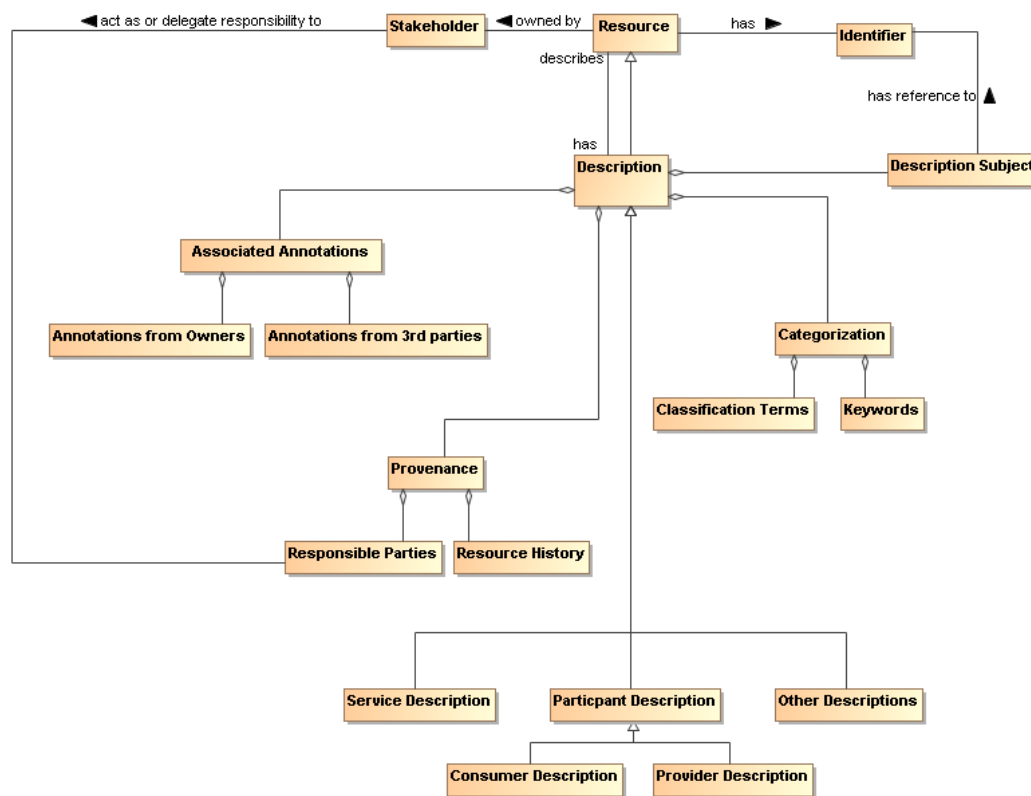 act as or delegate responsibility to
Stakeholder
owned by
Resource
has
Identifier
describes
has reference to
has
Description
Description Subject
Associated Annotations
Annotations from Owners
Annotations from 3rd parties
Categorization
Classification Terms
Keywords
Provenance
Responsible Parties
Resource History
Service Description
Particpant Description
Other Descriptions
Consumer Description
Provider Description